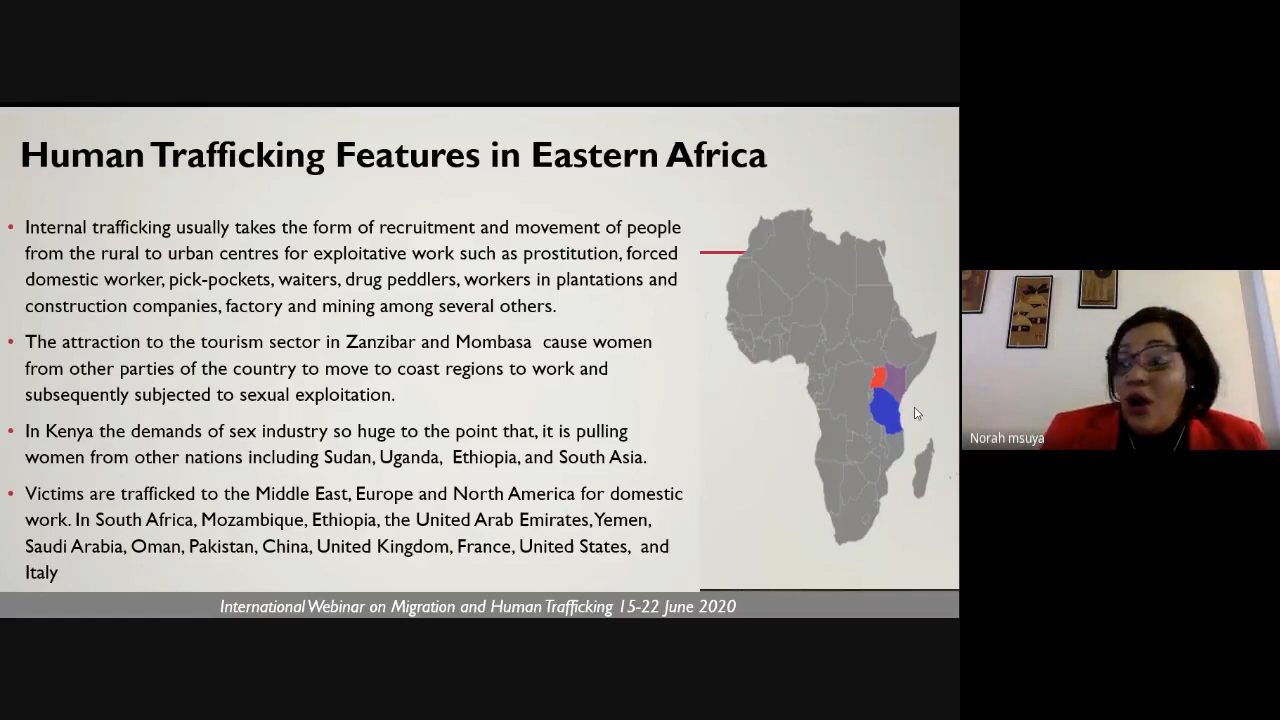 Human Trafficking Features in Eastern Africa
• Internal trafficking usually takes the form of recruitment and movement of people
from the rural to urban centres for exploitative work such as prostitution, forced
domestic worker, pick-pockets, waiters, drug peddlers, workers in plantations and
construction companies, factory and mining among several others.
• The attraction to the tourism sector in Zanzibar and Mombasa cause women
from other parties of the country to move to coast regions to work and
subsequently subjected to sexual exploitation.
• In Kenya the demands of sex industry so huge to the point that, it is pulling
women from other nations including Sudan, Uganda, Ethiopia, and South Asia.
• Victims are trafficked to the Middle East, Europe and North America for domestic
work. In South Africa, Mozambique, Ethiopia, the United Arab Emirates, Yemen,
Saudi Arabia, Oman, Pakistan, China, United Kingdom, France, United States, and
Italy
International Webinar on Migration and Human Trafficking 15-22 June 2020
Norah msuya